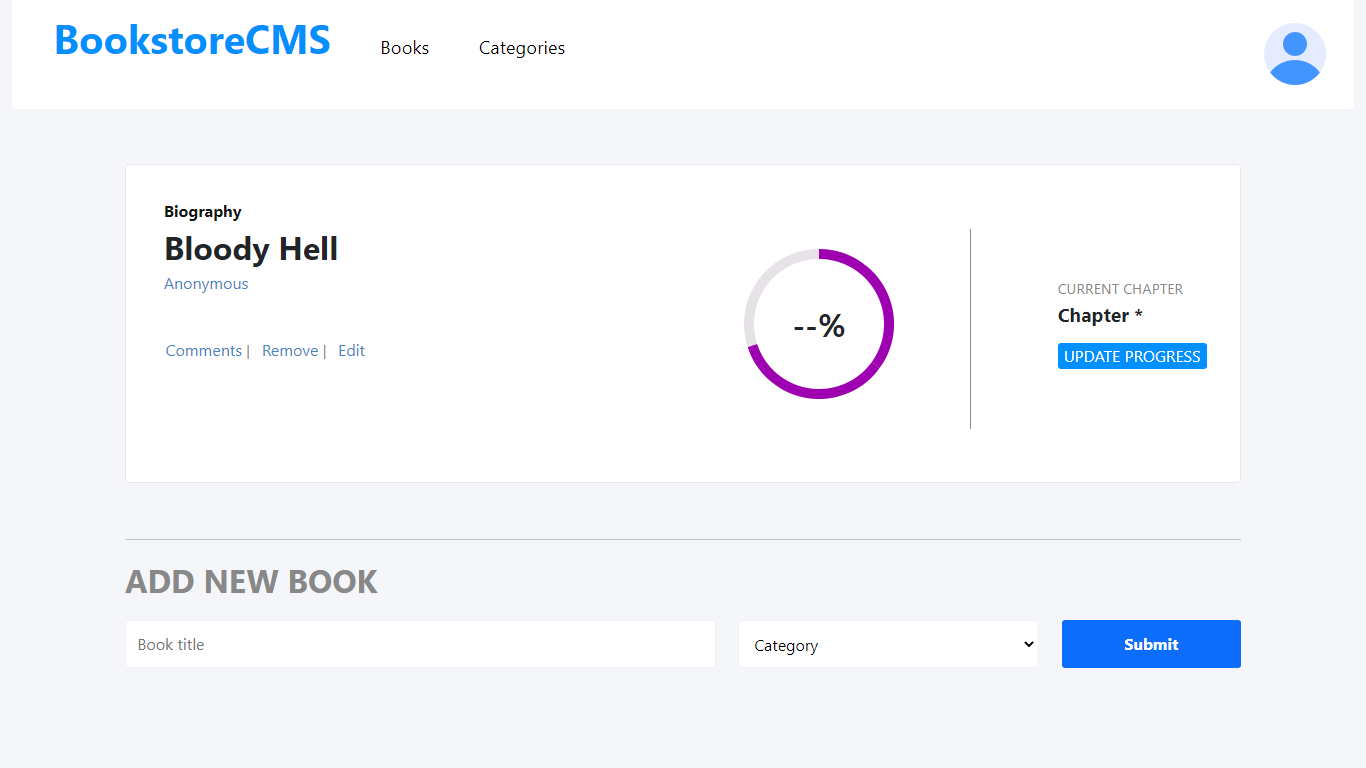 BookstoreCMS Books Categories
Biography
Bloody Hell
Anonymous
Comments | Remove | Edit
--%
CURRENT CHAPTER
Chapter *
UPDATE PROGRESS
ADD NEW BOOK
Book title Category Submit